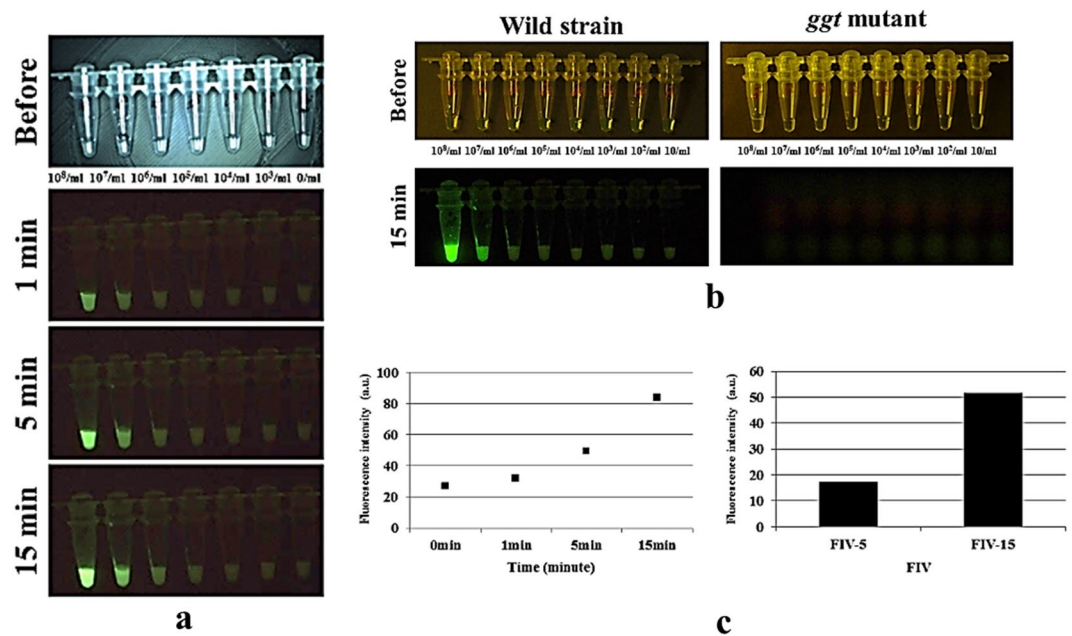 Before
10⁸/ml 10⁷/ml 10⁶/ml 10⁵/ml 10⁴/ml 10³/ml 0/ml
1 min
5 min
15 min
a
b
Wild strain
ggt mutant
Before
10⁸/ml 10⁷/ml 10⁶/ml 10⁵/ml 10⁴/ml 10³/ml 10²/ml 10/ml
10⁸/ml 10⁷/ml 10⁶/ml 10⁵/ml 10⁴/ml 10³/ml 10²/ml 10/ml
15 min
b
Fluorescence intensity (a.u.)
100
80
60
40
20
0
0min 1min 5min 15min
Time (minute)
Fluorescence intensity (a.u.)
60
50
40
30
20
10
0
FIV-5 FIV-15
FIV
c